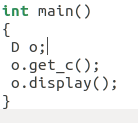 int main()
{
D o;
o.get_c();
o.display();
}